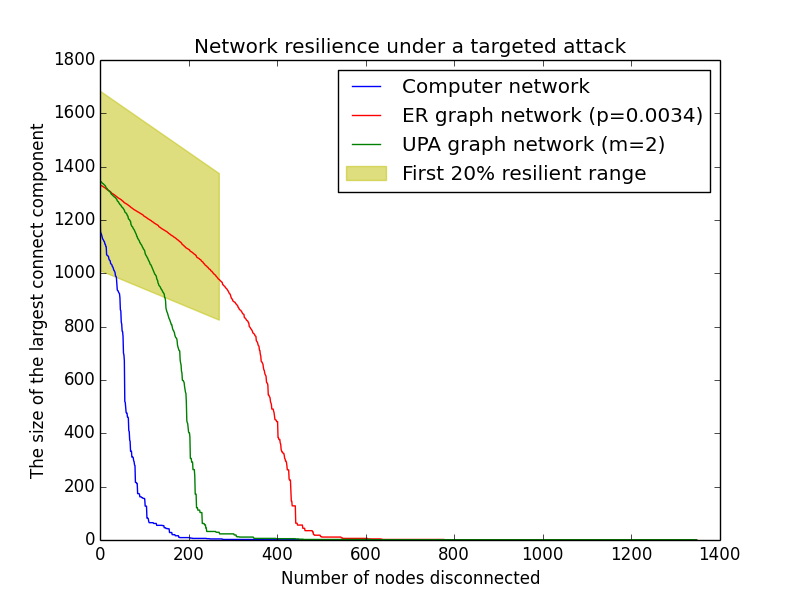 Network resilience under a targeted attack
1800
1600
1400
1200
1000
800
600
400
200
0
The size of the largest connect component
Computer network
ER graph network (p=0.0034)
UPA graph network (m=2)
First 20% resilient range
0 200 400 600 800 1000 1200 1400
Number of nodes disconnected